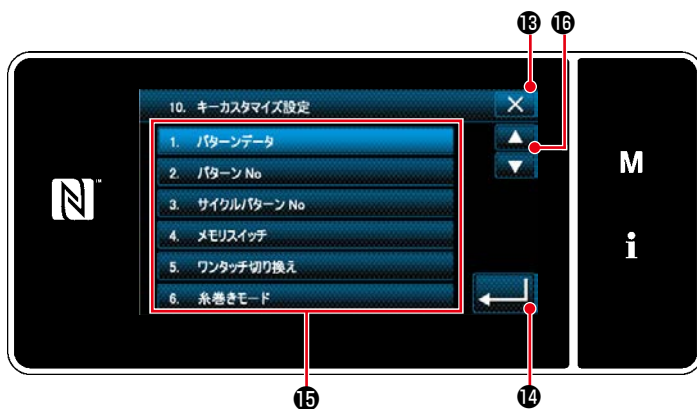 ⓭ ⓰
10. キーカスタマイズ設定
1. パターンデータ
2. パターン No
3. サイクルパターン No
4. メモリスイッチ
5. ワンタッチ切り換え
6. 糸巻きモード
M
i
⓯ ⓮